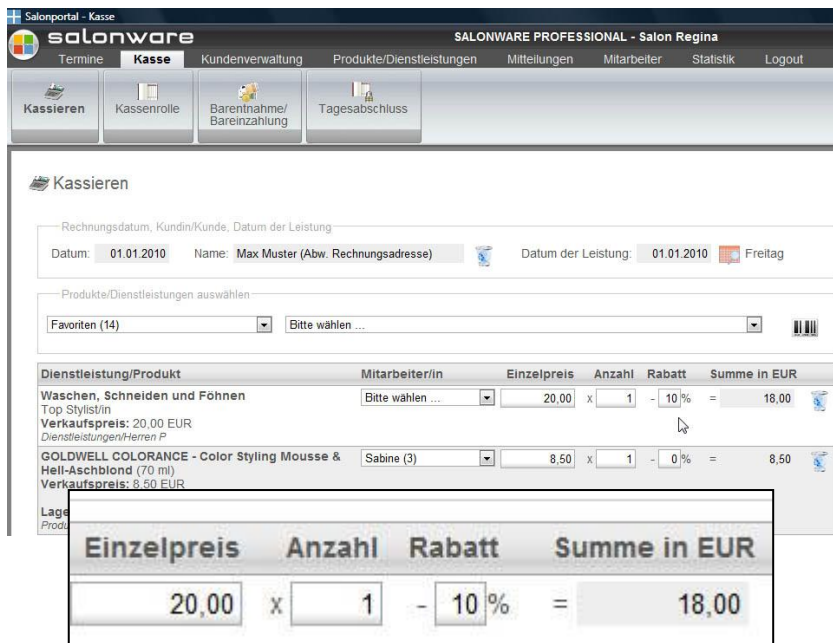 Salonportal - Kasse
salonware
SALONWARE PROFESSIONAL - Salon Regina
Termine Kasse Kundenverwaltung Produkte/Dienstleistungen Mitteilungen Mitarbeiter Statistik Logout
Kassieren Kassenrolle Barentnahme/ Tagesabschluss
Bareinzahlung
Kassieren
Rechnungsdatum, Kundin/Kunde, Datum der Leistung
Datum: 01.01.2010 Name: Max Muster (Abw. Rechnungsadresse) Datum der Leistung: 01.01.2010 Freitag
Produkte/Dienstleistungen auswählen
Favoriten (14) Bitte wählen ...
Dienstleistung/Produkt Mitarbeiter/in Einzelpreis Anzahl Rabatt Summe in EUR
Waschen, Schneiden und Föhnen Bitte wählen ... 20,00 x 1 - 10 % = 18,00
Top Stylist/in
Verkaufspreis: 20,00 EUR
Dienstleistungen/Herren P
GOLDWELL COLORANCE - Color Styling Mousse & Sabine (3) 8,50 x 1 - 0 % = 8,50
Hell-Aschblond (70 ml)
Verkaufspreis: 8,50 EUR
Einzelpreis Anzahl Rabatt Summe in EUR
20,00 x 1 - 10 % = 18,00